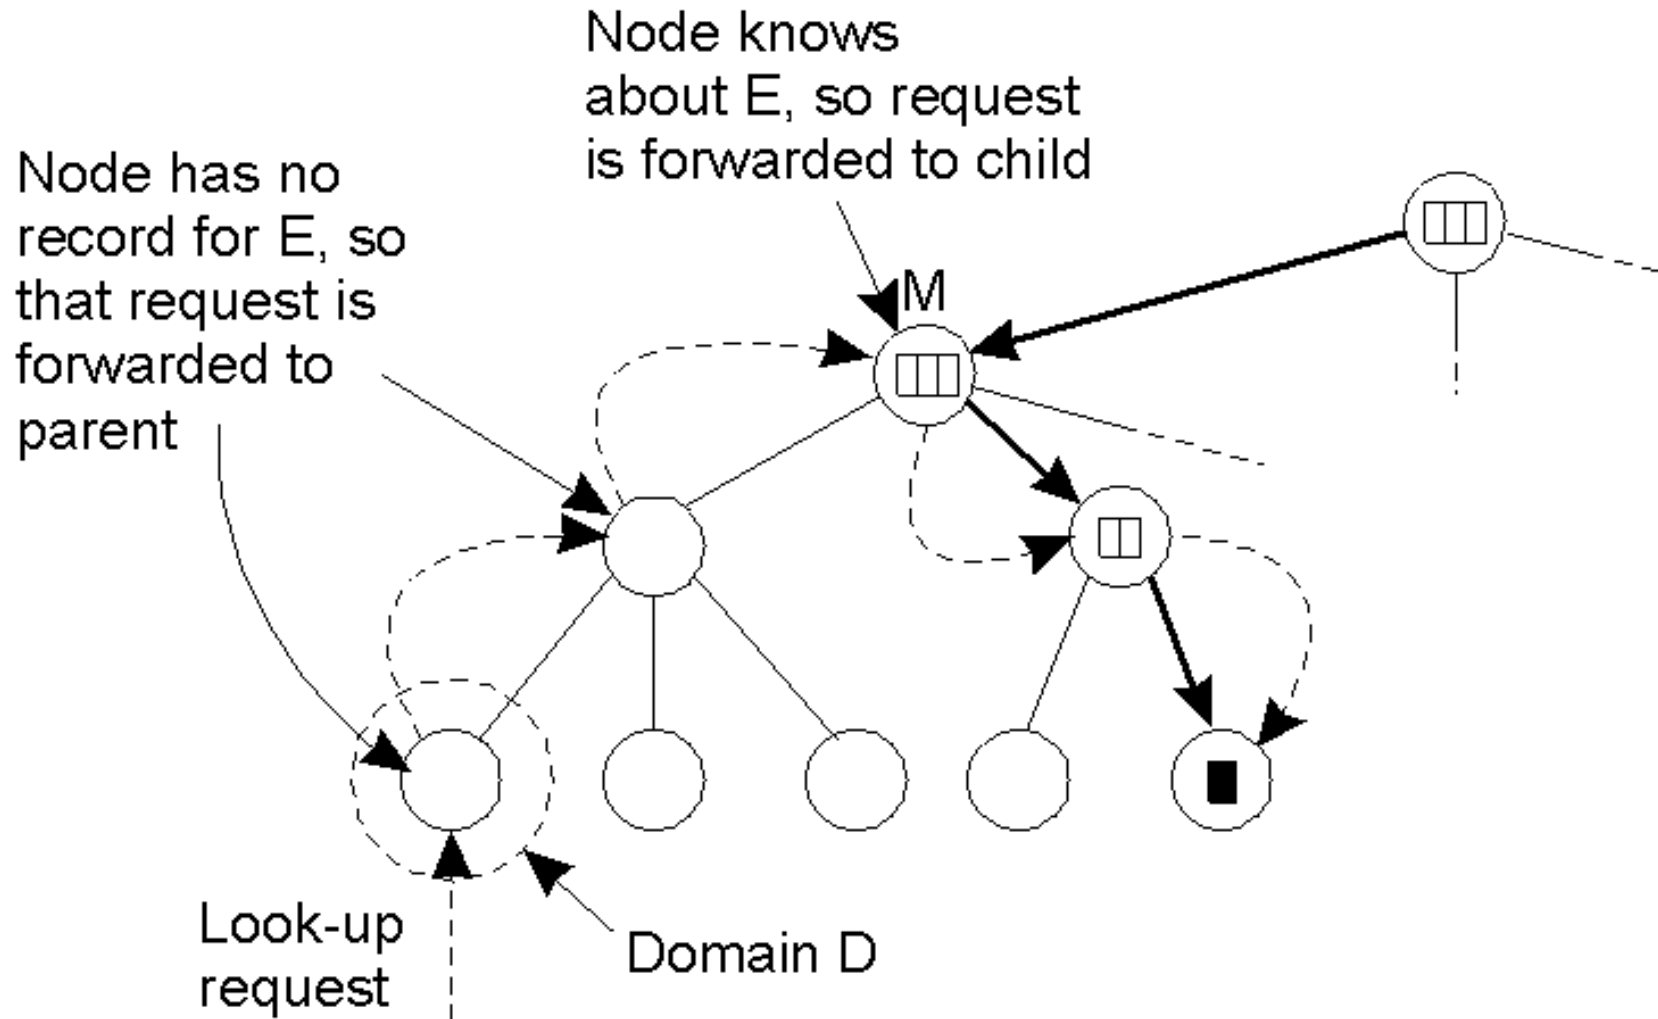 Node knows
about E, so request
is forwarded to child
Node has no
record for E, so
that request is
forwarded to
parent
M
Look-up
request
Domain D